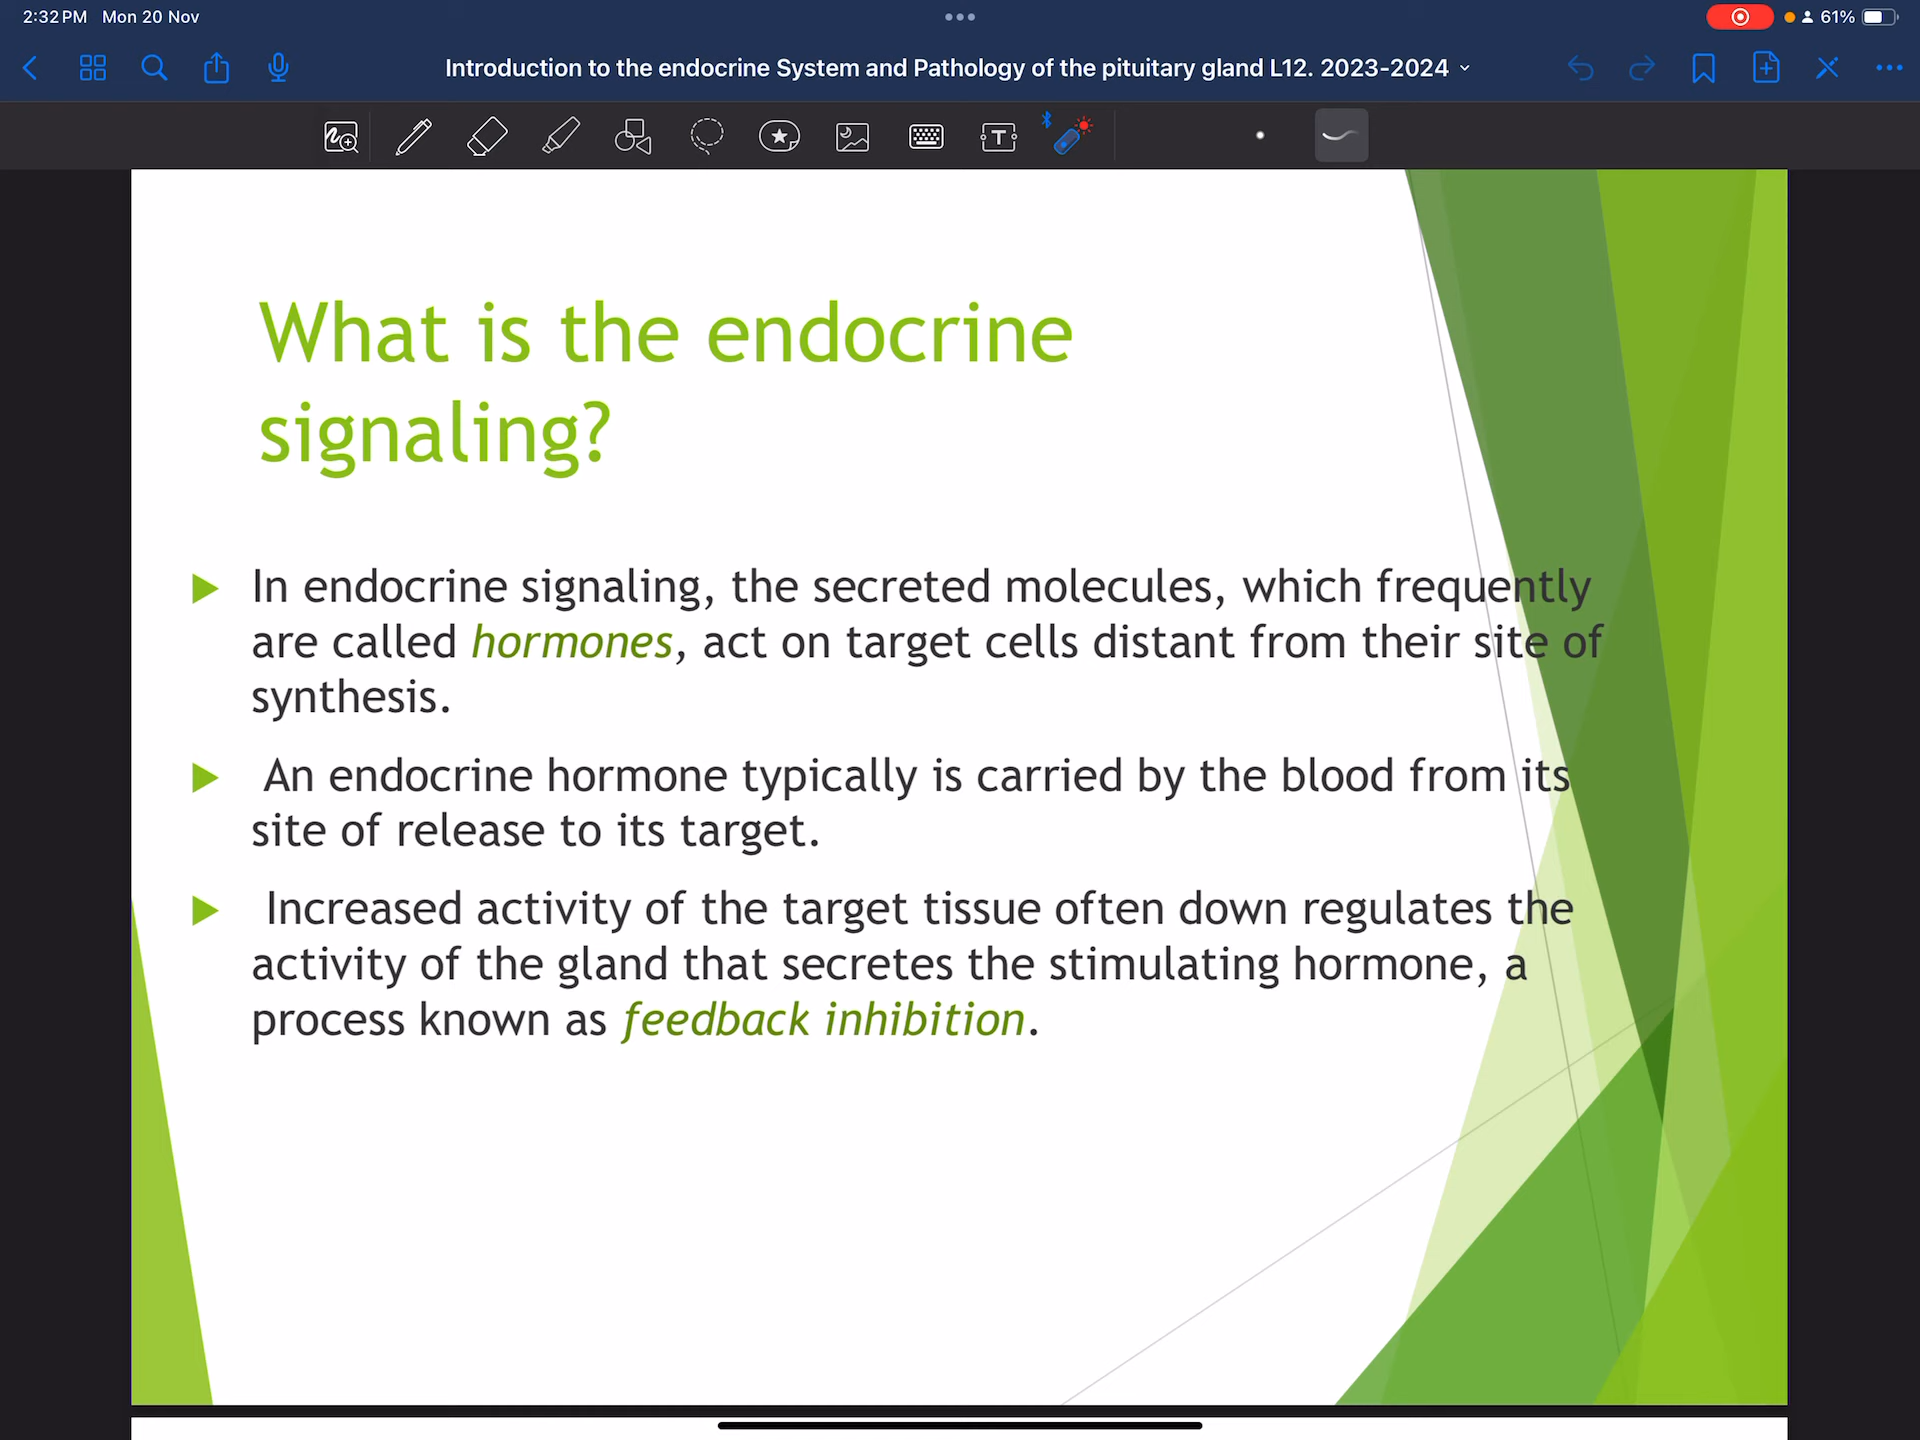 2:32 PM Mon 20 Nov
61%
Introduction to the endocrine System and Pathology of the pituitary gland L12. 2023-2024
T
What is the endocrine
signaling?
In endocrine signaling, the secreted molecules, which frequently
are called hormones, act on target cells distant from their site of
synthesis.
An endocrine hormone typically is carried by the blood from its
site of release to its target.
Increased activity of the target tissue often down regulates the
activity of the gland that secretes the stimulating hormone, a
process known as feedback inhibition.